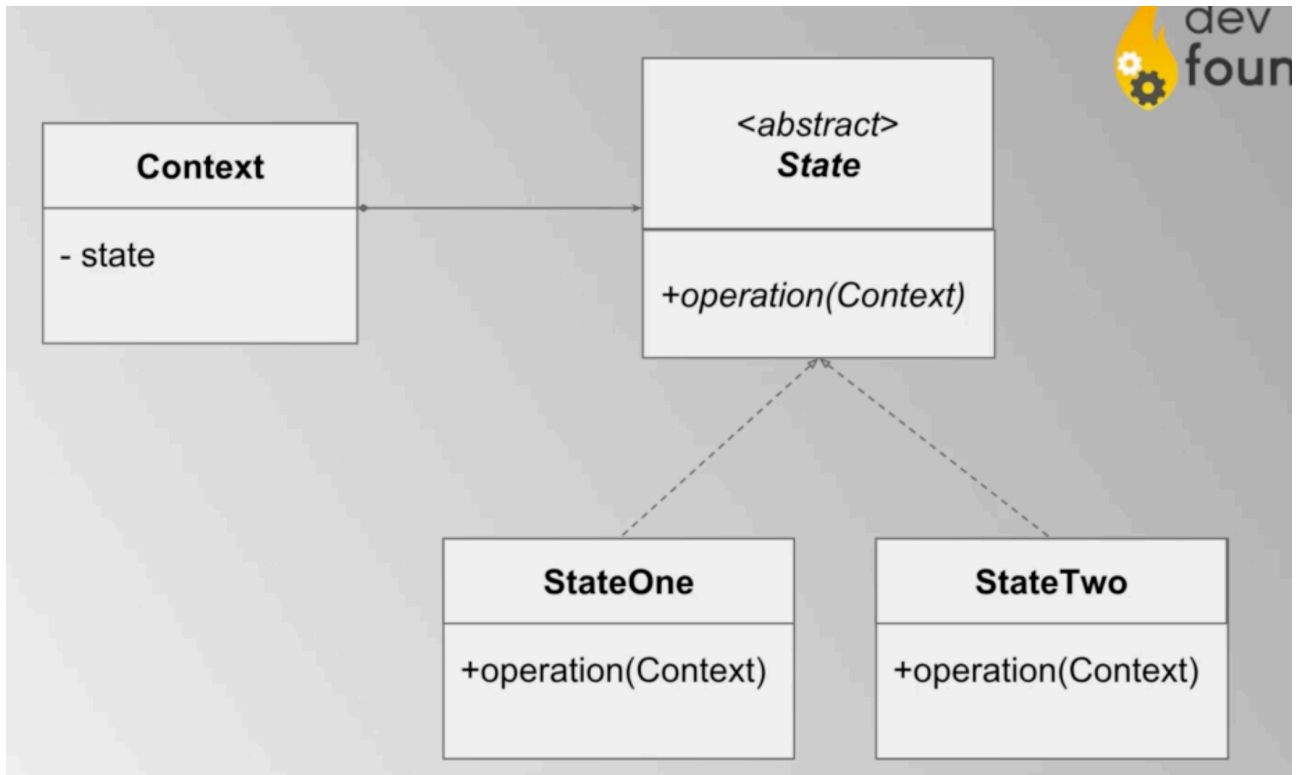 dev
foun
Context
- state
<abstract>
State
+operation(Context)
StateOne
+operation(Context)
StateTwo
+operation(Context)